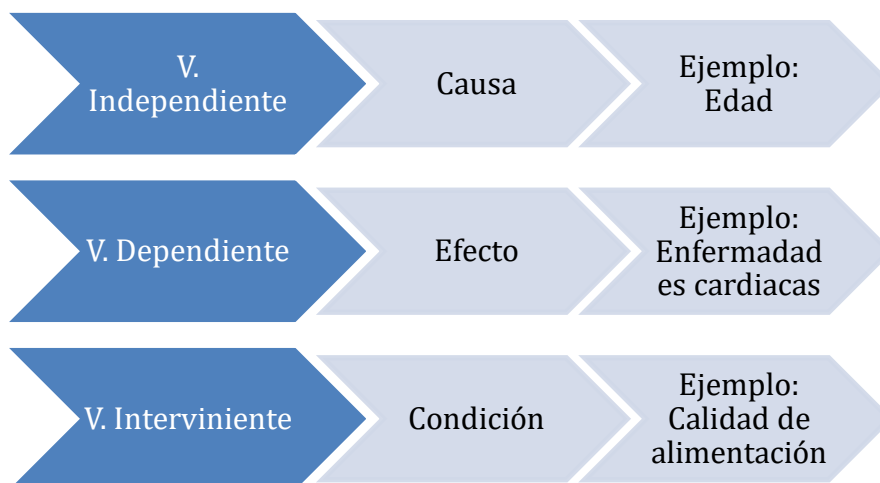 V.
Independiente
Causa
Ejemplo:
Edad
V. Dependiente
Efecto
Ejemplo:
Enfermadad
es cardiacas
V. Interviniente
Condición
Ejemplo:
Calidad de
alimentación